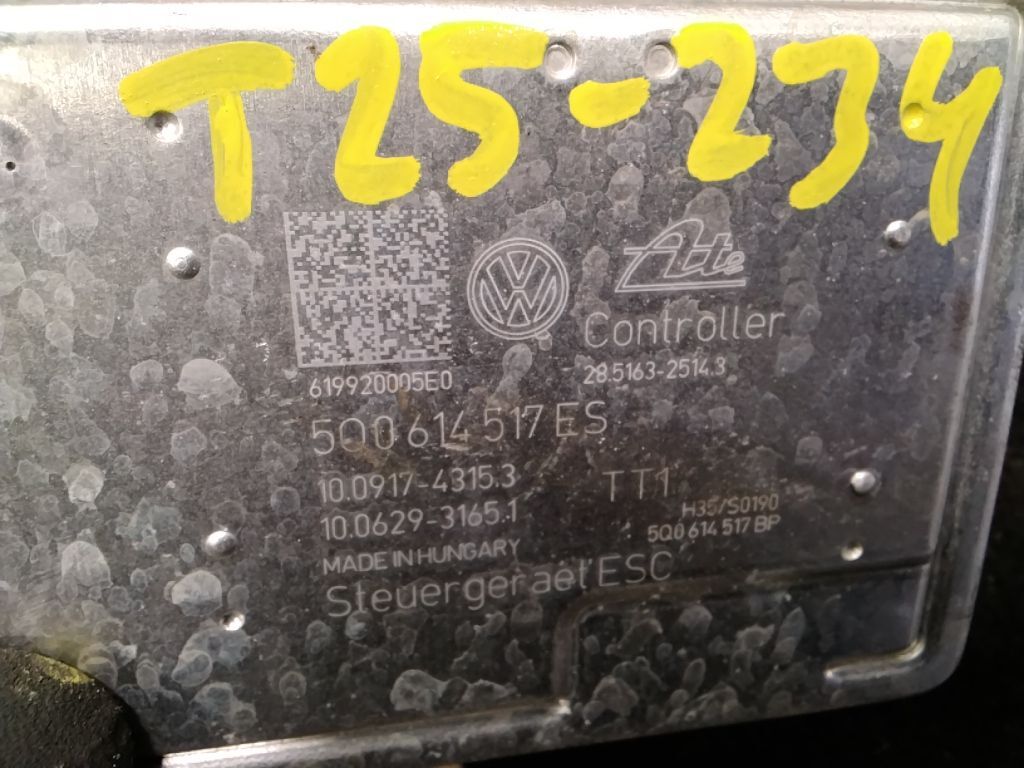 T25-234
Ate
Controller
28.5163-2514.3
619920005E0
5Q0 614 517 ES
10.0917-4315.3
TT1
10.0629-3165.1
H35/S0190
5Q0 614 517 BP
MADE IN HUNGARY
Steuergeraet ESC